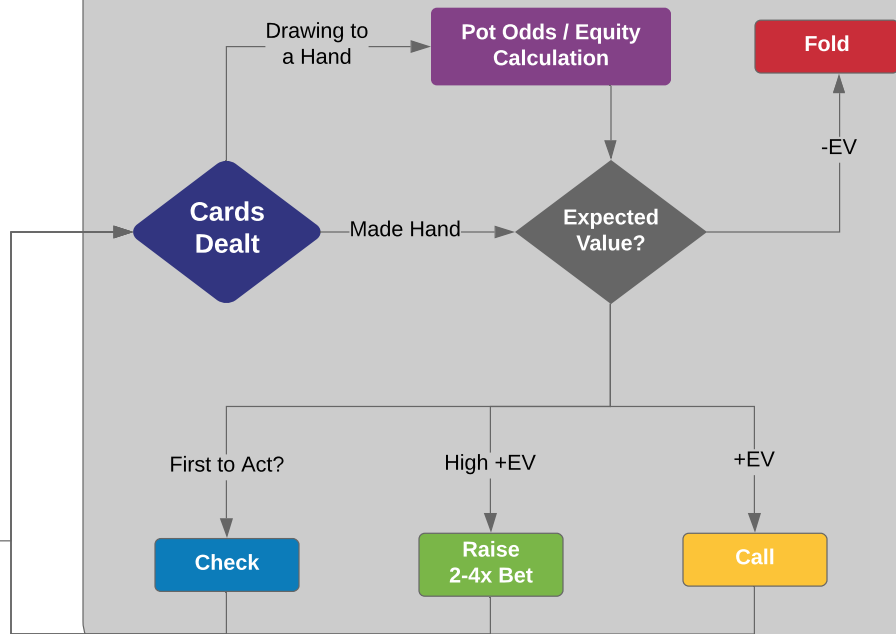 Drawing to
a Hand
Pot Odds / Equity
Calculation
Fold
-EV
Cards
Dealt
Made Hand
Expected
Value?
First to Act?
High +EV
+EV
Check
Raise
2-4x Bet
Call